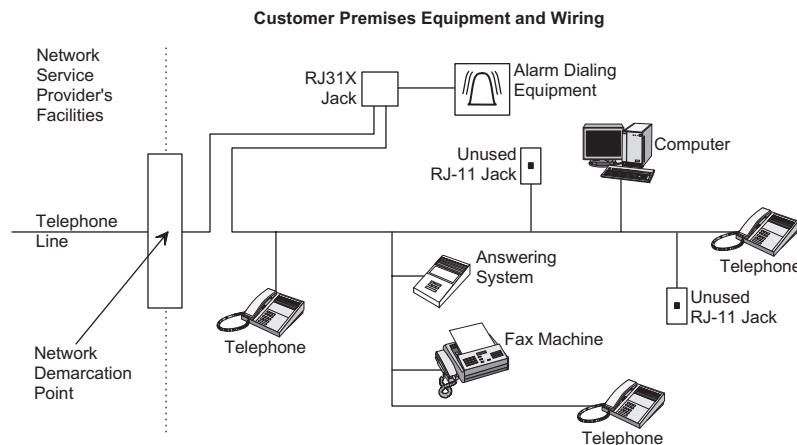 Customer Premises Equipment and Wiring
Network
Service
Provider's
Facilities
RJ31X
Jack
Alarm Dialing
Equipment
Unused
RJ-11 Jack
Computer
Telephone
Line
Answering
System
Telephone
Unused
RJ-11 Jack
Telephone
Fax Machine
Network
Demarcation
Point
Telephone